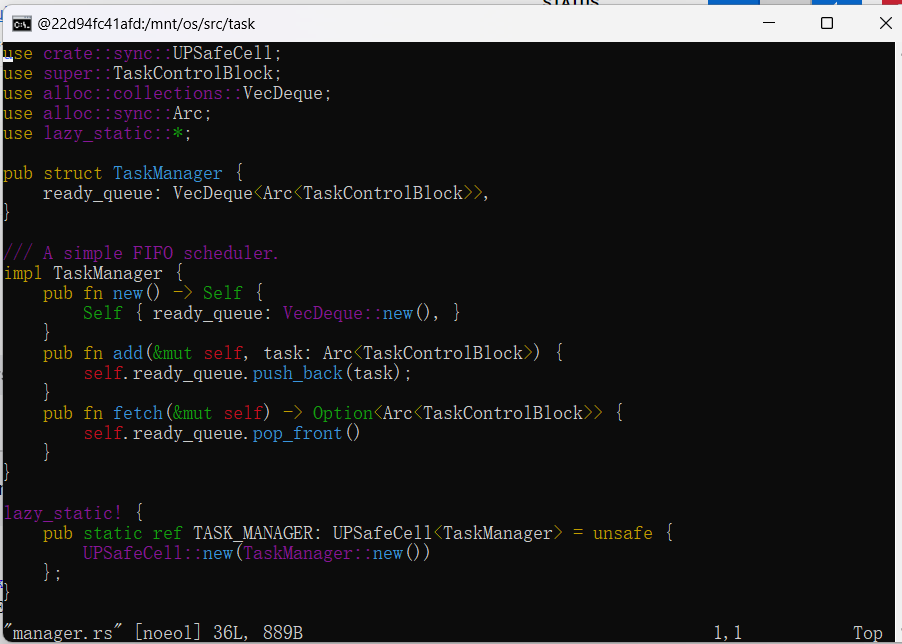 STATUS
@22d94fc41afd:/mnt/os/src/task
use crate::sync::UPSafeCell;
use super::TaskControlBlock;
use alloc::collections::VecDeque;
use alloc::sync::Arc;
use lazy_static::*;

pub struct TaskManager {
    ready_queue: VecDeque<Arc<TaskControlBlock>>,
}

/// A simple FIFO scheduler.
impl TaskManager {
    pub fn new() -> Self {
        Self { ready_queue: VecDeque::new(), }
    }
    pub fn add(&mut self, task: Arc<TaskControlBlock>) {
        self.ready_queue.push_back(task);
    }
    pub fn fetch(&mut self) -> Option<Arc<TaskControlBlock>> {
        self.ready_queue.pop_front()
    }
}

lazy_static! {
    pub static ref TASK_MANAGER: UPSafeCell<TaskManager> = unsafe {
        UPSafeCell::new(TaskManager::new())
    };
}
"manager.rs" [noeol] 36L, 889B 1,1 Top